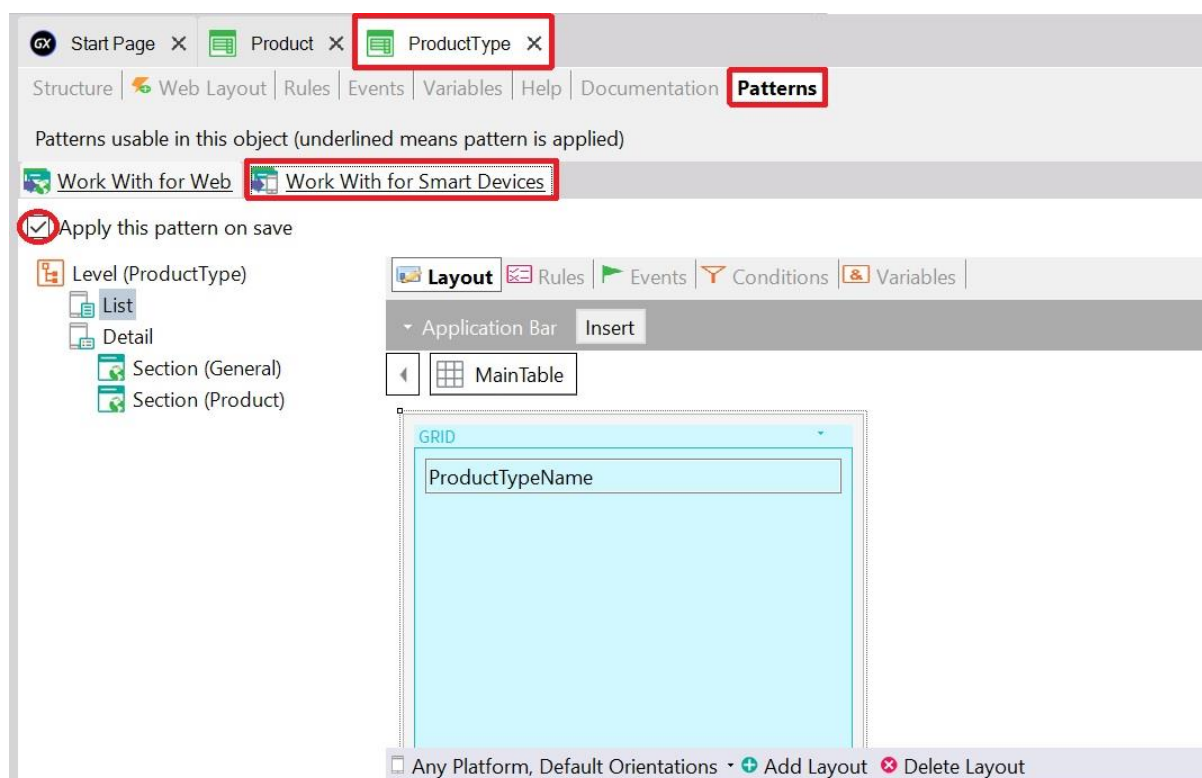 GX Start Page Product ProductType
Structure Web Layout Rules Events Variables Help Documentation Patterns
Patterns usable in this object (underlined means pattern is applied)
Work With for Web Work With for Smart Devices
Apply this pattern on save
Level (ProductType)
List
Detail
Section (General)
Section (Product)
Layout Rules Events Conditions & Variables
Application Bar Insert
MainTable
GRID
ProductTypeName
Any Platform, Default Orientations Add Layout Delete Layout